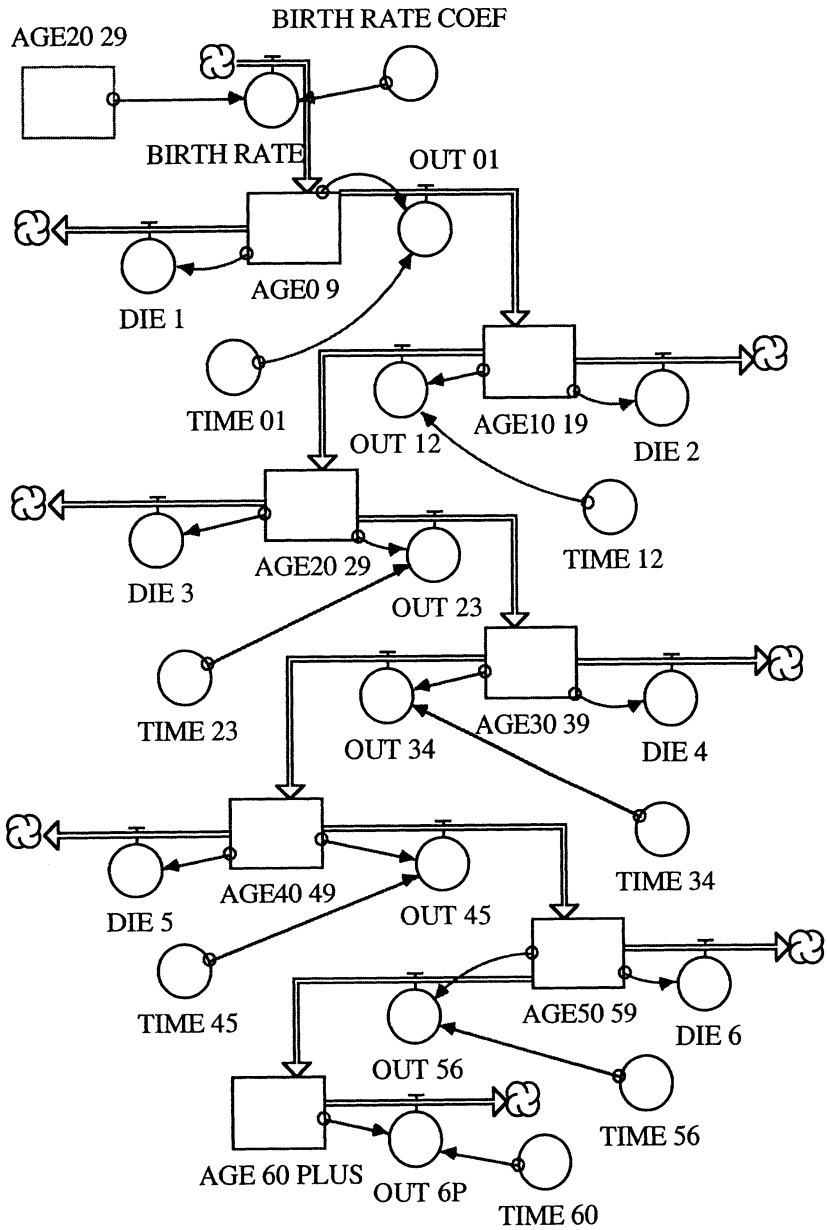 BIRTH RATE COEF
AGE20 29
BIRTH RATE
OUT 01
AGE0 9
DIE 1
TIME 01
OUT 12
AGE10 19
DIE 2
AGE20 29
DIE 3
OUT 23
TIME 12
TIME 23
OUT 34
AGE30 39
DIE 4
AGE40 49
DIE 5
OUT 45
TIME 34
TIME 45
AGE50 59
DIE 6
OUT 56
TIME 56
AGE 60 PLUS
OUT 6P
TIME 60